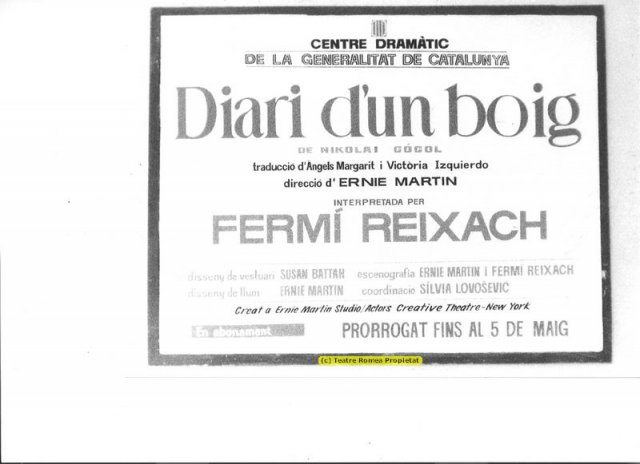 CENTRE DRAMÀTIC
DE LA GENERALITAT DE CATALUNYA
Diari d'un boig
DE NIKOLAI GÓGOL
traducció d'Angels Margarit i Victòria Izquierdo
direcció d' ERNIE MARTIN
INTERPRETADA PER
FERMÍ REIXACH
disseny de vestuari SUSAN BATTAH escenografia ERNIE MARTIN I FERMÍ REIXACH
disseny de llum ERNIE MARTIN coordinació SÍLVIA LOVOSEVIC
Creat a Ernie Martin Studio/Actors Creative Theatre-New York
En abonament PRORROGAT FINS AL 5 DE MAIG
(c) Teatre Romea Propietat